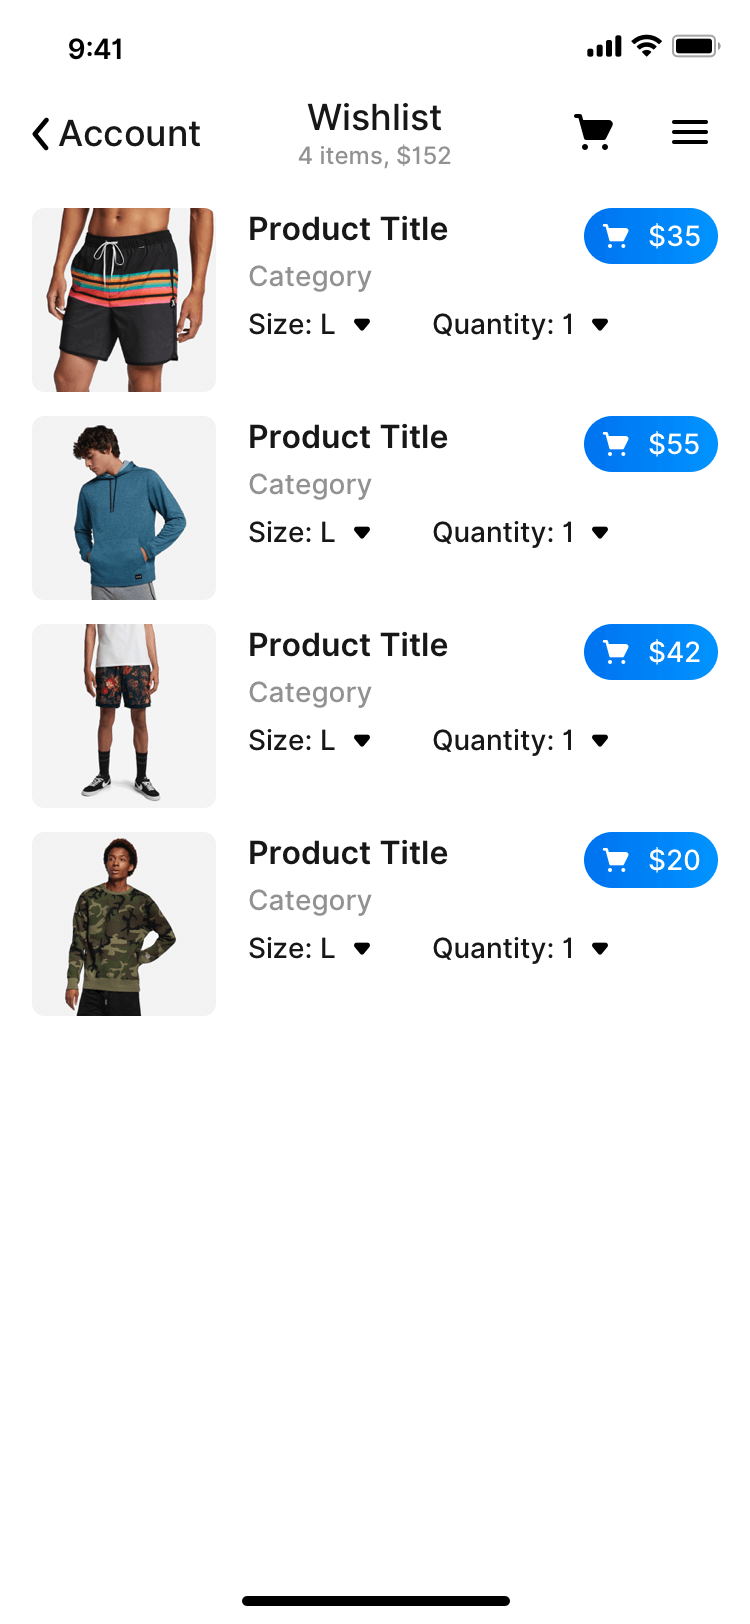 9:41
Account
Wishlist
4 items, $152
Product Title
$35
Category
Size: L Quantity: 1
Product Title
$55
Category
Size: L Quantity: 1
Product Title
$42
Category
Size: L Quantity: 1
Product Title
$20
Category
Size: L Quantity: 1